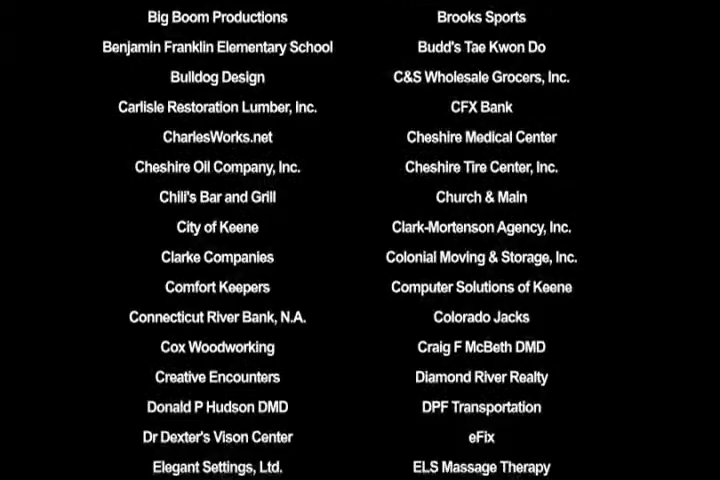 Big Boom Productions Brooks Sports
Benjamin Franklin Elementary School Budd's Tae Kwon Do
Bulldog Design C&S Wholesale Grocers, Inc.
Carlisle Restoration Lumber, Inc. CFX Bank
CharlesWorks.net Cheshire Medical Center
Cheshire Oil Company, Inc. Cheshire Tire Center, Inc.
Chili's Bar and Grill Church & Main
City of Keene Clark-Mortenson Agency, Inc.
Clarke Companies Colonial Moving & Storage, Inc.
Comfort Keepers Computer Solutions of Keene
Connecticut River Bank, N.A. Colorado Jacks
Cox Woodworking Craig F McBeth DMD
Creative Encounters Diamond River Realty
Donald P Hudson DMD DPF Transportation
Dr Dexter's Vison Center eFix
Elegant Settings, Ltd. ELS Massage Therapy